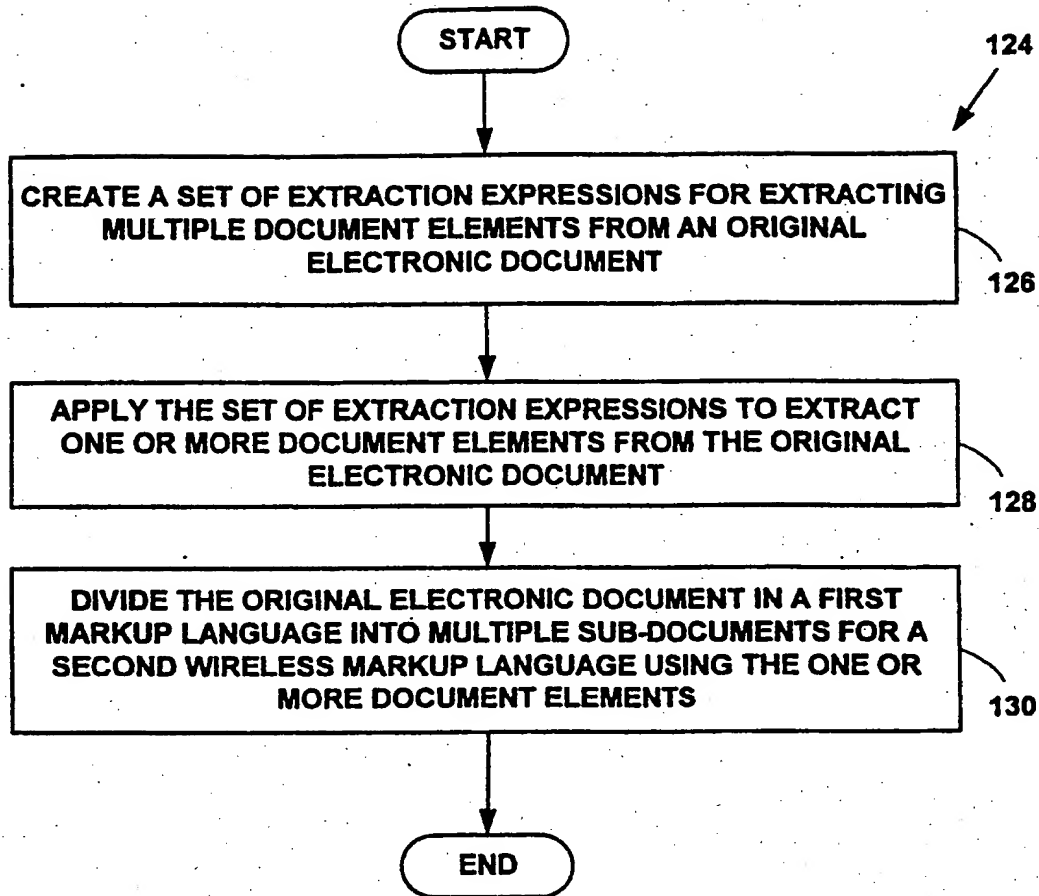 START
124
CREATE A SET OF EXTRACTION EXPRESSIONS FOR EXTRACTING
MULTIPLE DOCUMENT ELEMENTS FROM AN ORIGINAL
ELECTRONIC DOCUMENT
126
APPLY THE SET OF EXTRACTION EXPRESSIONS TO EXTRACT
ONE OR MORE DOCUMENT ELEMENTS FROM THE ORIGINAL
ELECTRONIC DOCUMENT
128
DIVIDE THE ORIGINAL ELECTRONIC DOCUMENT IN A FIRST
MARKUP LANGUAGE INTO MULTIPLE SUB-DOCUMENTS FOR A
SECOND WIRELESS MARKUP LANGUAGE USING THE ONE OR
MORE DOCUMENT ELEMENTS
130
END